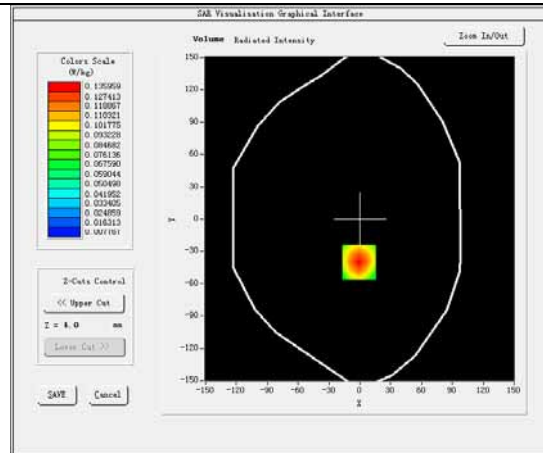 SAR Visualisation Graphical Interface
Volume Radiated Intensity
Zoom In/Out
Colors Scale
(W/kg)
0.135959
0.127413
0.118867
0.110321
0.101775
0.093228
0.084682
0.076136
0.067590
0.059044
0.050498
0.041952
0.033405
0.024859
0.016313
0.007767
Z-Cuts Control
<< Upper Cut
Z = 4.0 mm
Lower Cut >>
SAVE Cancel
150
120
90
60
30
0
-30
-60
-90
-120
-150
Y
-150 -120 -90 -60 -30 0 30 60 90 120 150
X